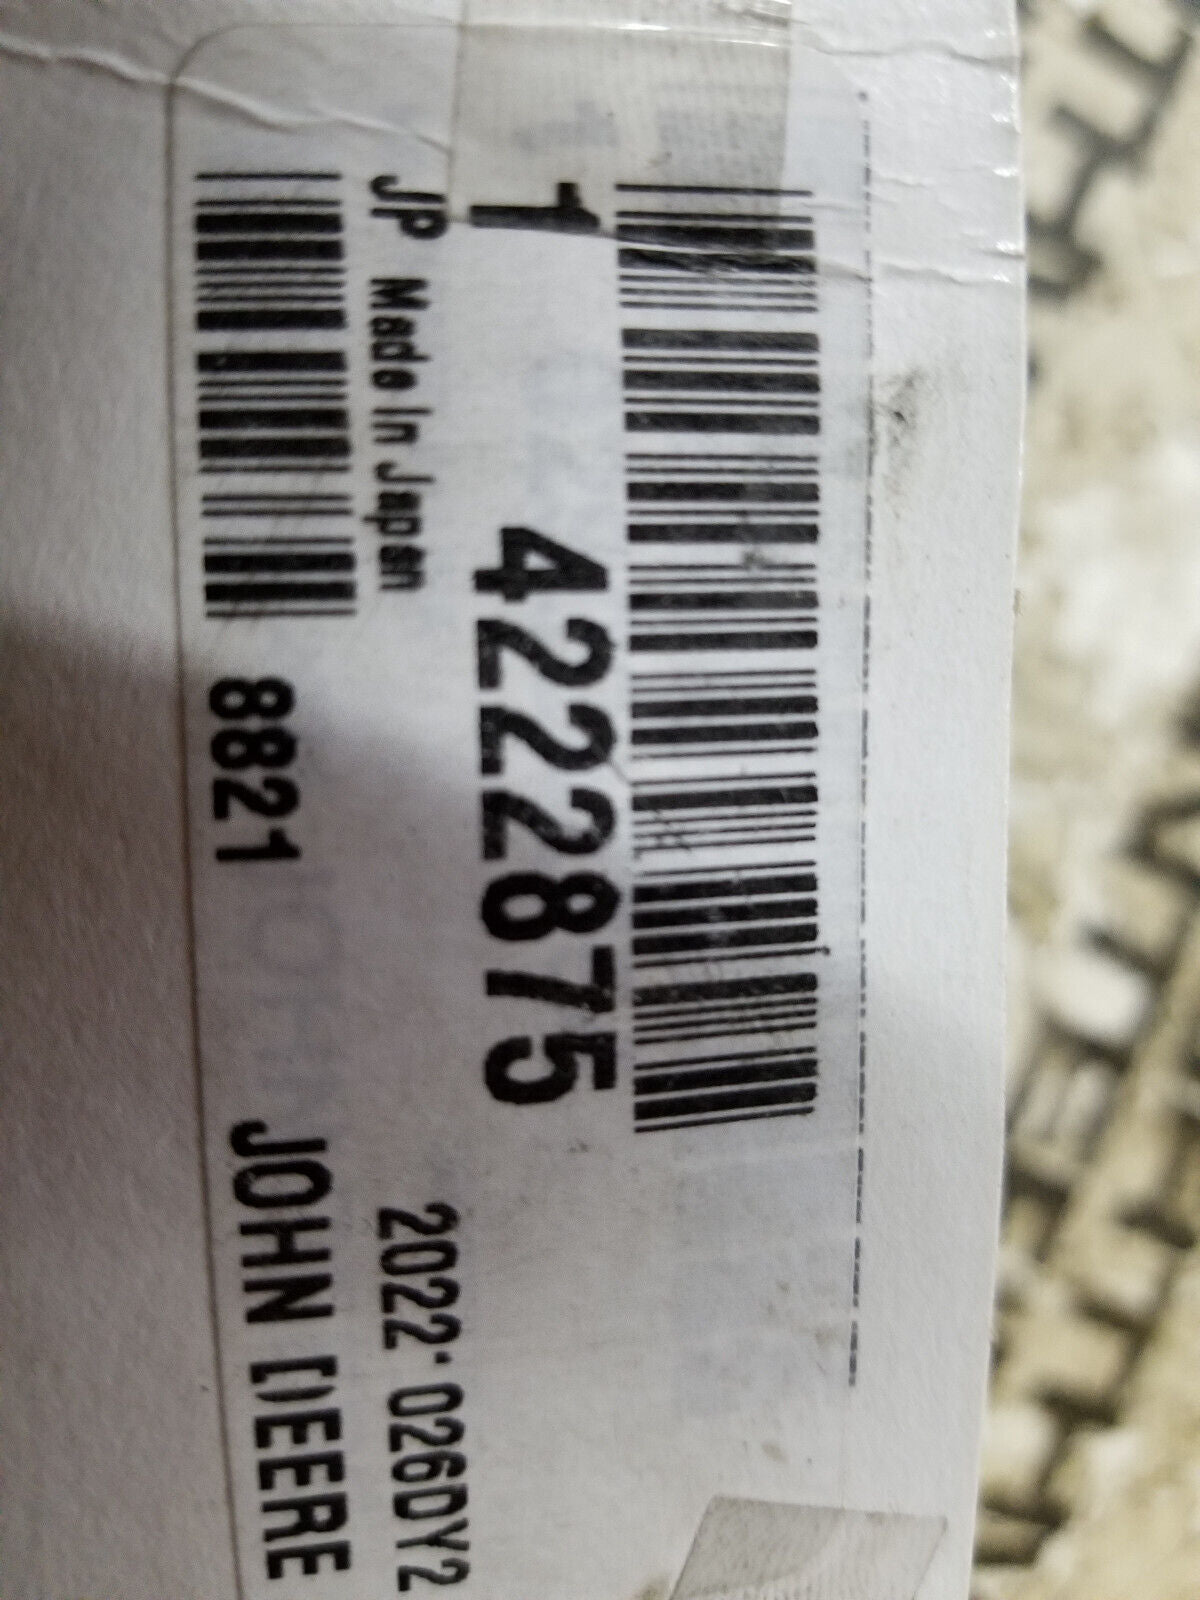 1 4222875
JP Made In Japan 2022' 026DY2
8821 JOHN DEERE